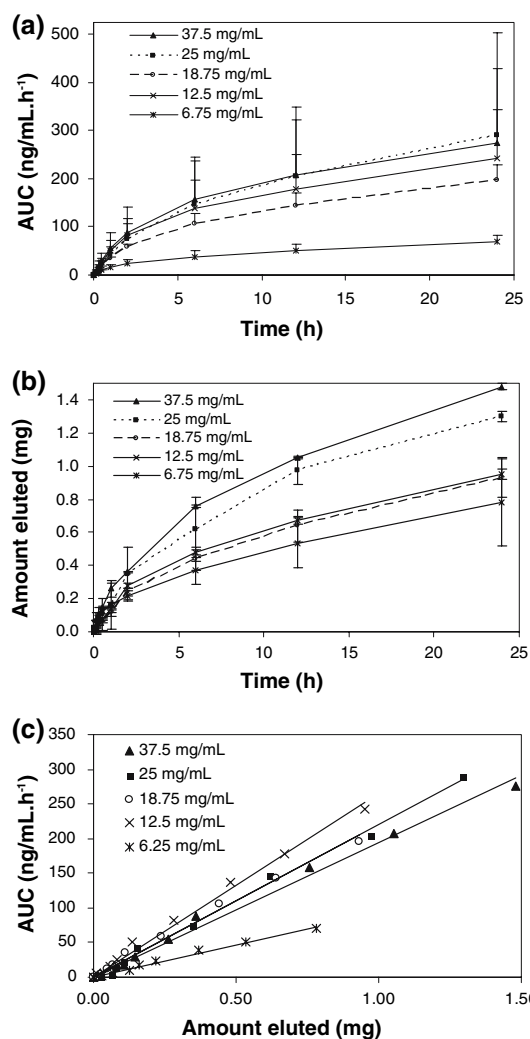 (a)
AUC (ng/mL.h-1)
500
400
300
200
100
0
37.5 mg/mL
25 mg/mL
18.75 mg/mL
12.5 mg/mL
6.75 mg/mL
0 5 10 15 20 25
Time (h)
(b)
Amount eluted (mg)
1.4
1.2
1.0
0.8
0.6
0.4
0.2
0.0
37.5 mg/mL
25 mg/mL
18.75 mg/mL
12.5 mg/mL
6.75 mg/mL
0 5 10 15 20 25
Time (h)
(c)
AUC (ng/mL.h-1)
350
300
250
200
150
100
50
0
37.5 mg/mL
25 mg/mL
18.75 mg/mL
12.5 mg/mL
6.25 mg/mL
0.00 0.50 1.00 1.50
Amount eluted (mg)